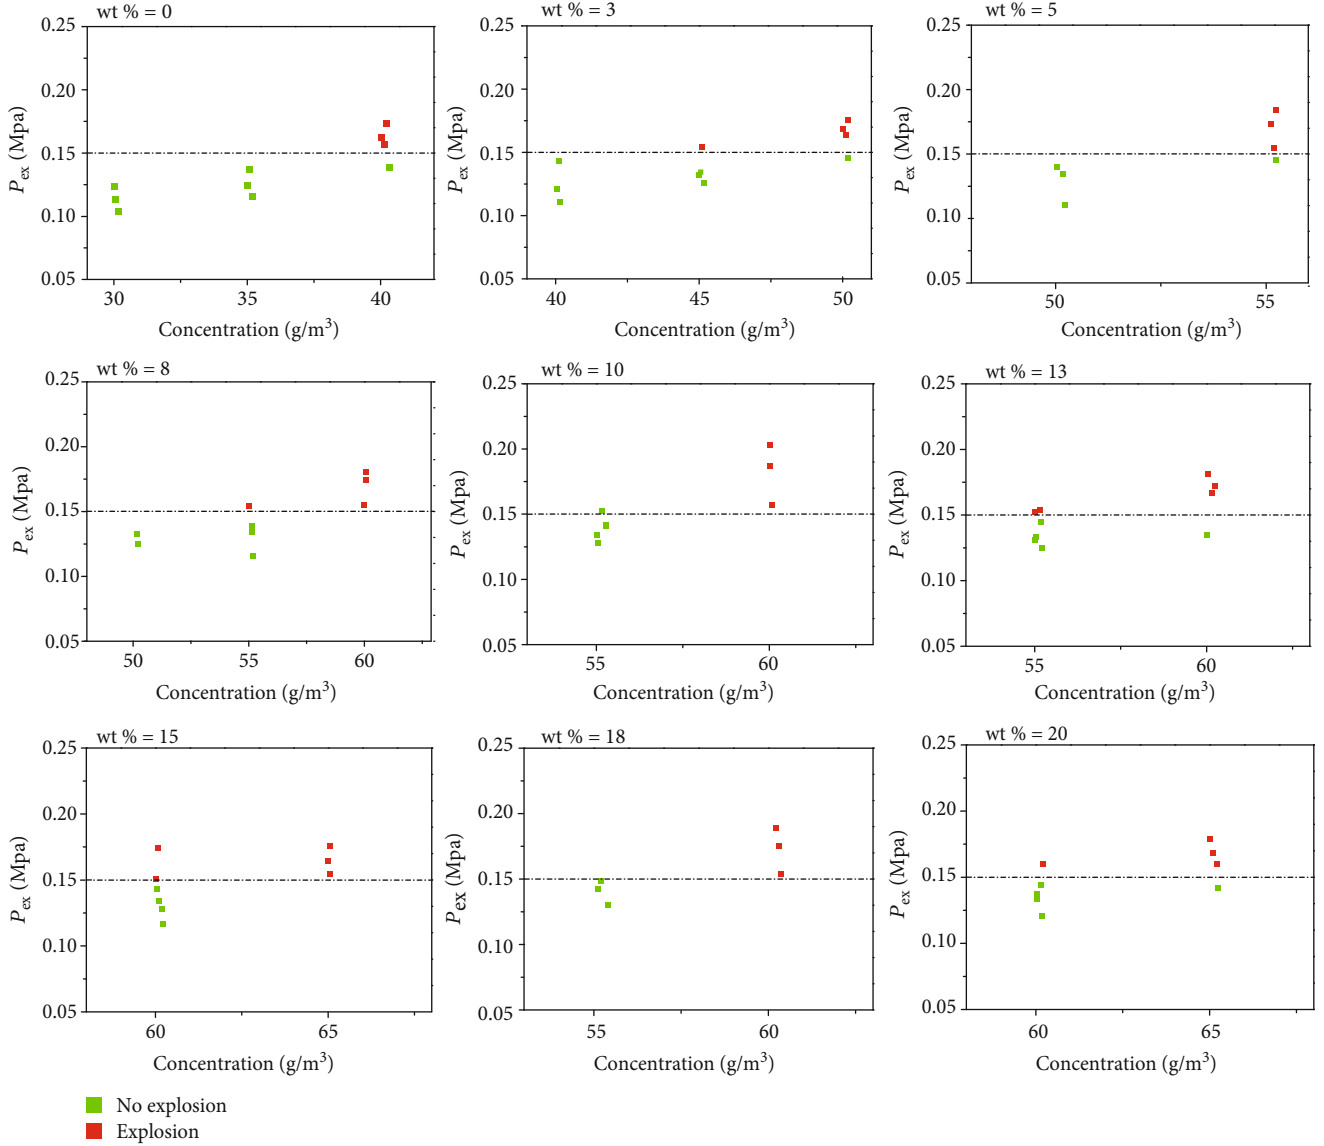 wt % = 0
0.25
0.20
0.15
0.10
0.05
P_ex (Mpa)
30 35 40
Concentration (g/m³)
wt % = 3
0.25
0.20
0.15
0.10
0.05
P_ex (Mpa)
40 45 50
Concentration (g/m³)
wt % = 5
0.25
0.20
0.15
0.10
0.05
P_ex (Mpa)
50 55
Concentration (g/m³)
wt % = 8
0.25
0.20
0.15
0.10
0.05
P_ex (Mpa)
50 55 60
Concentration (g/m³)
wt % = 10
0.25
0.20
0.15
0.10
0.05
P_ex (Mpa)
55 60
Concentration (g/m³)
wt % = 13
0.25
0.20
0.15
0.10
0.05
P_ex (Mpa)
55 60
Concentration (g/m³)
wt % = 15
0.25
0.20
0.15
0.10
0.05
P_ex (Mpa)
60 65
Concentration (g/m³)
wt % = 18
0.25
0.20
0.15
0.10
0.05
P_ex (Mpa)
55 60
Concentration (g/m³)
wt % = 20
0.25
0.20
0.15
0.10
0.05
P_ex (Mpa)
60 65
Concentration (g/m³)
No explosion
Explosion